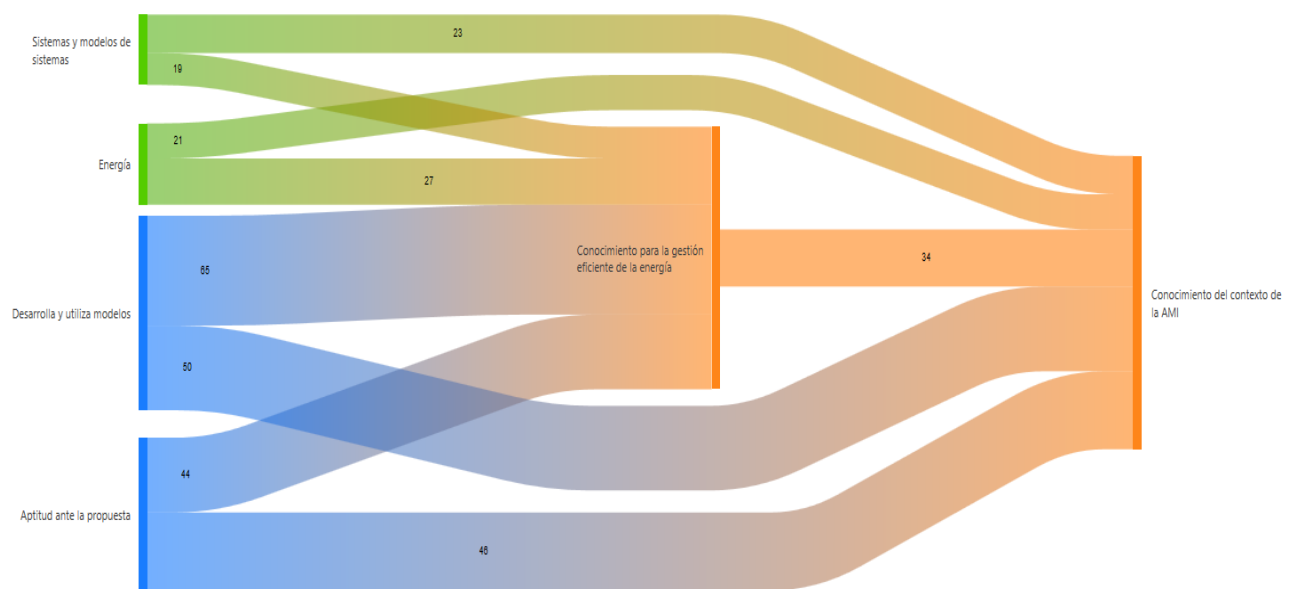 23
Sistemas y modelos de
sistemas
19
21
Energía
27
Conocimiento para la gestión
eficiente de la energía
34
65
Desarrolla y utiliza modelos
Conocimiento del contexto de
la AMI
50
44
Aptitud ante la propuesta
46